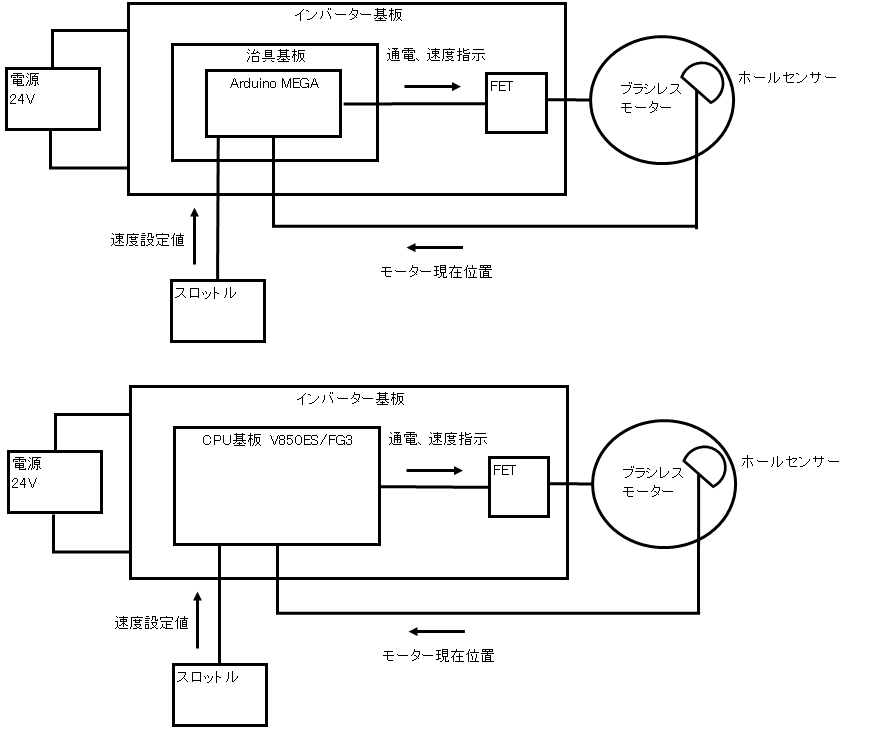 インバーター基板
治具基板
通電、速度指示
電源
24V
Arduino MEGA
FET
ブラシレス
モーター
ホールセンサー
速度設定値
モーター現在位置
スロットル
インバーター基板
CPU基板 V850ES/FG3
通電、速度指示
電源
24V
FET
ブラシレス
モーター
ホールセンサー
速度設定値
モーター現在位置
スロットル